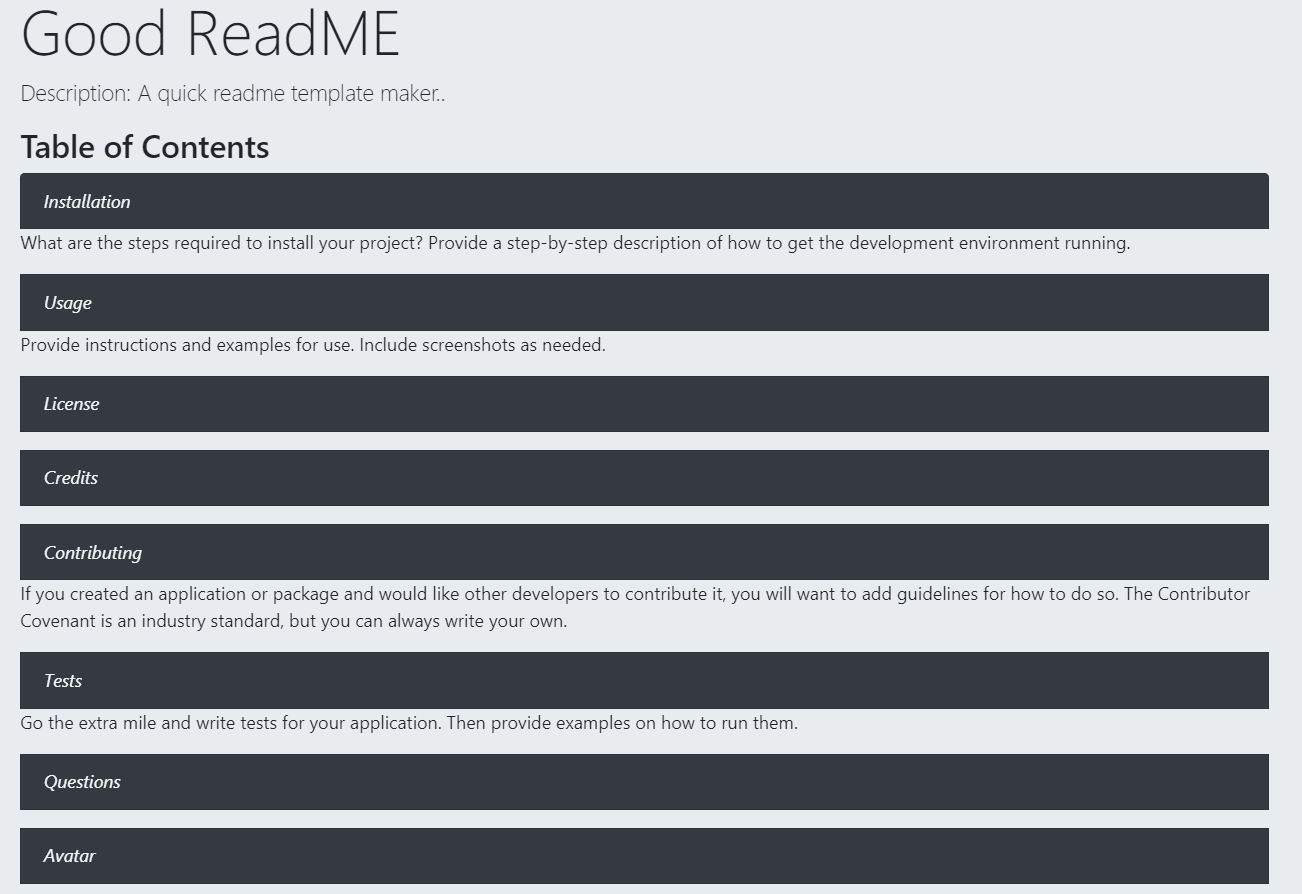 Good ReadME
Description: A quick readme template maker..
Table of Contents
Installation
What are the steps required to install your project? Provide a step-by-step description of how to get the development environment running.
Usage
Provide instructions and examples for use. Include screenshots as needed.
License
Credits
Contributing
If you created an application or package and would like other developers to contribute it, you will want to add guidelines for how to do so. The Contributor
Covenant is an industry standard, but you can always write your own.
Tests
Go the extra mile and write tests for your application. Then provide examples on how to run them.
Questions
Avatar